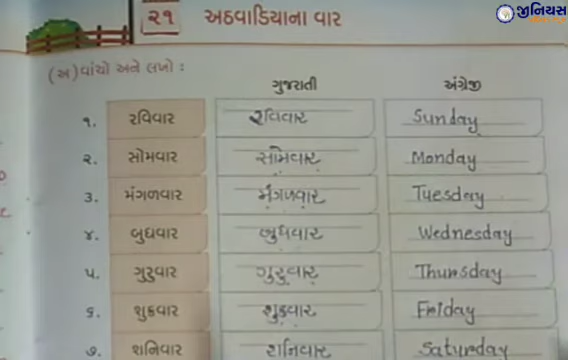 જીનિયસ
૨૧ અઠવાડિયાના વાર
(અ) વાંચો અને લખો :
ગુજરાતી અંગ્રેજી
૧. રવિવાર રવિવાર Sunday
૨. સોમવાર સોમવાર Monday
૩. મંગળવાર મંગળવાર Tuesday
૪. બુધવાર બુધવાર Wednesday
૫. ગુરુવાર ગુરુવાર Thursday
૬. શુક્રવાર શુક્રવાર Friday
૭. શનિવાર શનિવાર Saturday